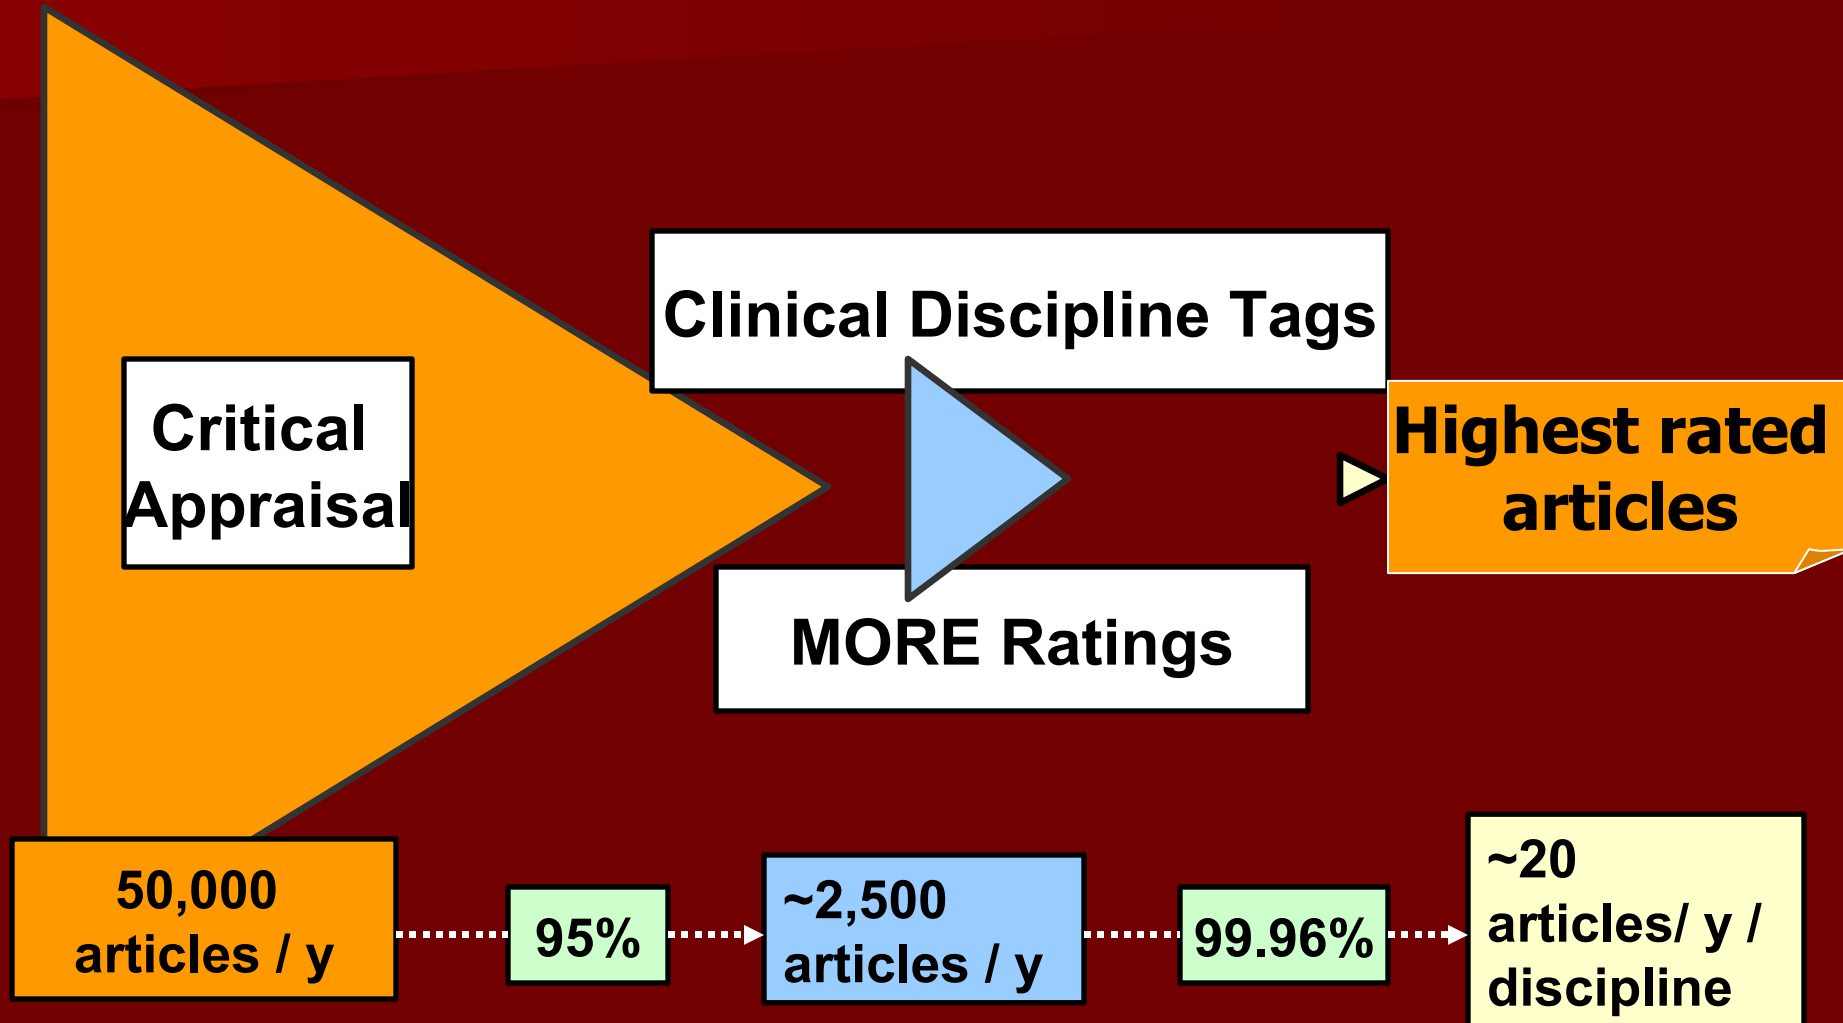 Clinical Discipline Tags
Critical
Appraisal
Highest rated
articles
MORE Ratings
50,000
articles / y
95%
~2,500
articles / y
99.96%
~20
articles/ y /
discipline